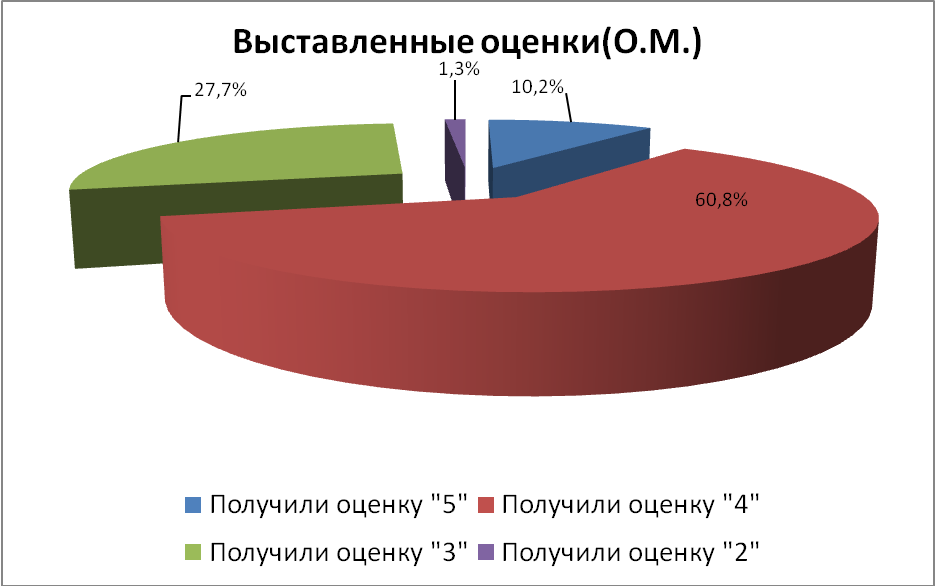 Выставленные оценки(О.М.)
1,3%
10,2%
27,7%
60,8%
Получили оценку "5" Получили оценку "4"
Получили оценку "3" Получили оценку "2"